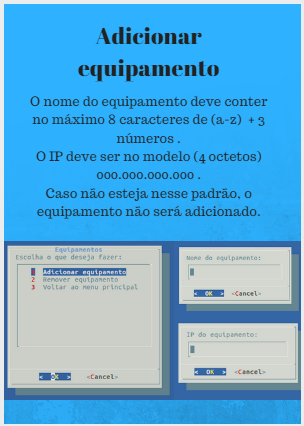 Adicionar
equipamento
O nome do equipamento deve conter
no máximo 8 caracteres de (a-z) + 3
números .
O IP deve ser no modelo (4 octetos)
000.000.000.000 .
Caso não esteja nesse padrão, o
equipamento não será adicionado.
Equipamentos
Escolha o que deseja fazer:
1 Adicionar equipamento
2 Remover equipamento
3 Voltar ao menu principal
< OK > <Cancel>
Nome do equipamento:
< OK > <Cancel>
IP do equipamento:
< OK > <Cancel>